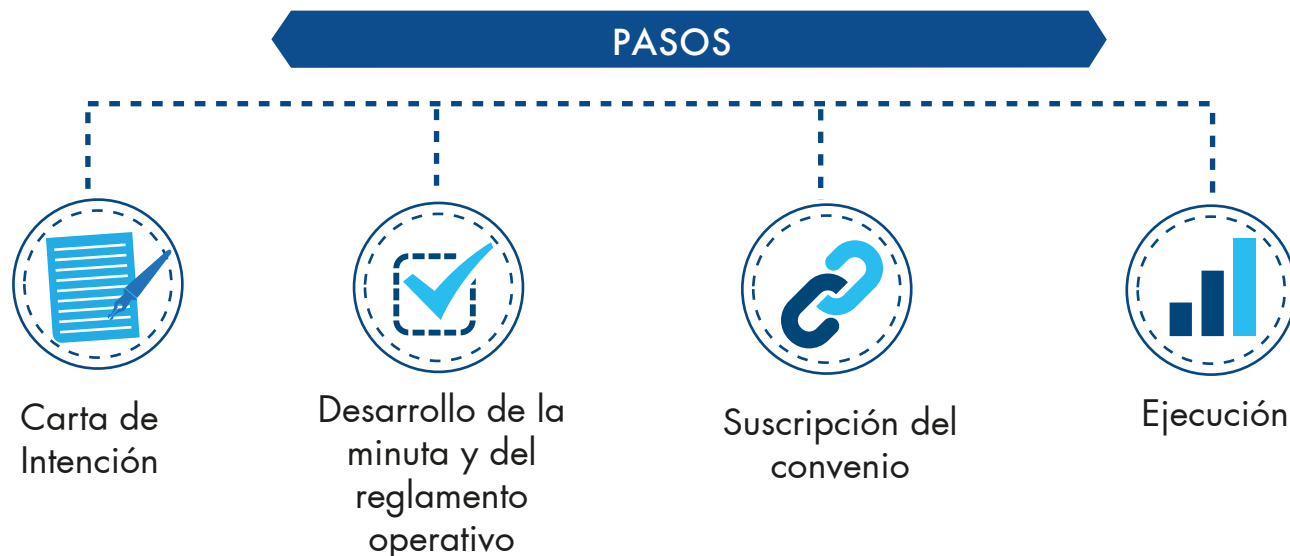 PASOS
Carta de
Intención
Desarrollo de la
minuta y del
reglamento
operativo
Suscripción del
convenio
Ejecución